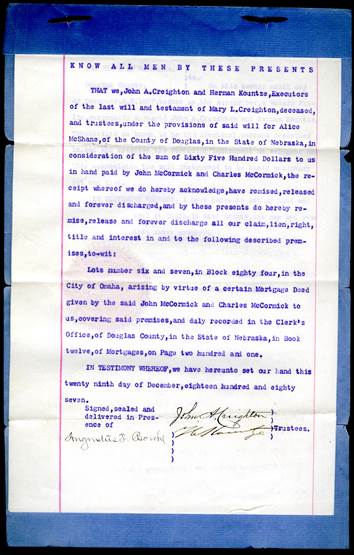 KNOW ALL MEN BY THESE PRESENTS
THAT we,John A.Creighton and Herman Kountze,Executors
of the last will and testament of Mary L.Creighton,deceased,
and trustees,under the provisions of said will for Alice
McShane,of the County of Douglas,in the State of Nebraska,in
consideration of the sum of Sixty Five Hundred Dollars to us
in hand paid by John McCormick and Charles McCormick,the re-
ceipt whereof we do hereby acknowledge,have remised,released
and forever discharged,and by these presents do hereby re-
mise,release and forever discharge all our claim,lien,right,
title and interest in and to the following described prem-
ises,to-wit:
Lots number six and seven,in Block eighty four,in the
City of Omaha, arising by virtue of a certain Mortgage Deed
given by the said John McCormick and Charles McCormick to
us,covering said premises,and duly recorded in the Clerk's
Office,of Douglas County,in the State of Nebraska,in Book
twelve,of Mortgages,on Page two hundred and one.
IN TESTIMONY WHEREOF,we have hereunto set our hand this
twenty ninth day of December,eighteen hundred and eighty
seven.
Signed,sealed and
delivered in Pres-
ence of
John A. Creighton
H. Kountze
Trustees.